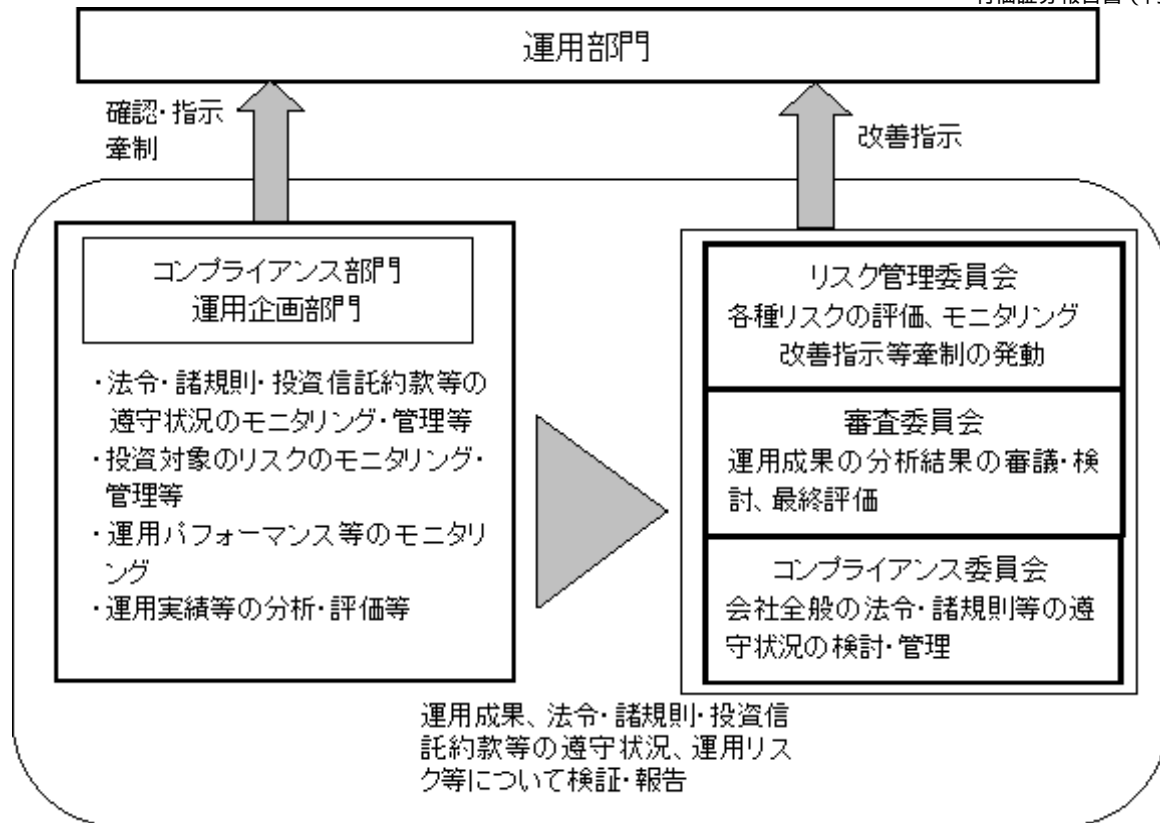 運用部門
確認・指示
牽制
改善指示
コンプライアンス部門
運用企画部門
・法令・諸規則・投資信託約款等の
遵守状況のモニタリング・管理等
・投資対象のリスクのモニタリング・
管理等
・運用パフォーマンス等のモニタリ
ング
・運用実績等の分析・評価等
リスク管理委員会
各種リスクの評価、モニタリング
改善指示等牽制の発動
審査委員会
運用成果の分析結果の審議・検
討、最終評価
コンプライアンス委員会
会社全般の法令・諸規則等の遵
守状況の検討・管理
運用成果、法令・諸規則・投資信
託約款等の遵守状況、運用リス
ク等について検証・報告